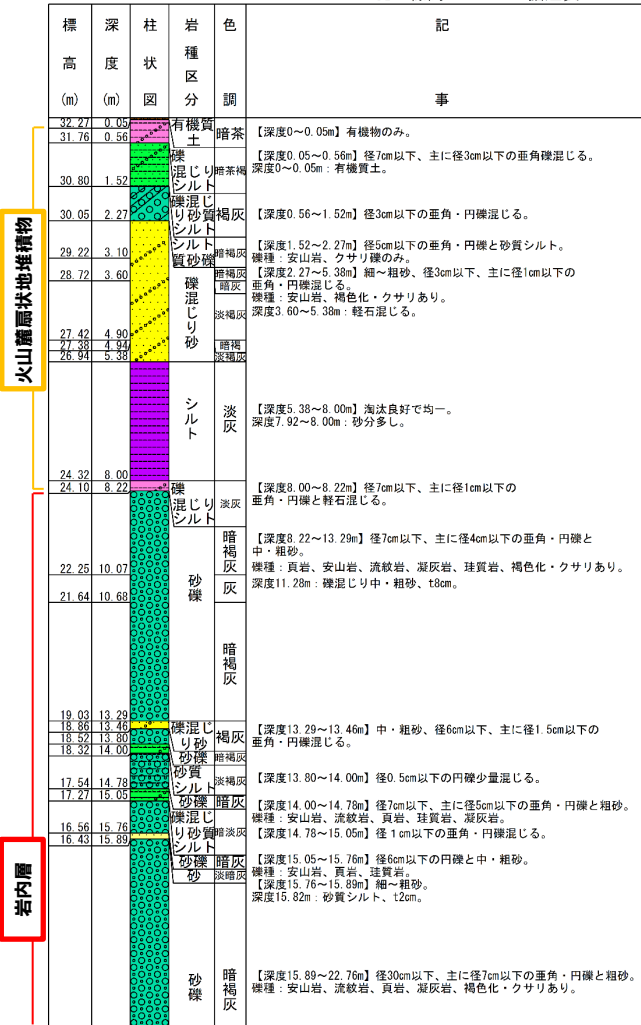 標高(m)
深度(m)
柱状図
岩種区分
色調
記事
火山麓扇状地堆積物
岩内層
32.27 0.05
31.76 0.56
30.80 1.52
30.05 2.27
29.22 3.10
28.72 3.60
27.42 4.90
27.38 4.94
26.94 5.38
24.32 8.00
24.10 8.22
22.25 10.07
21.64 10.68
19.03 13.29
18.86 13.46
18.52 13.80
18.32 14.00
17.54 14.78
17.27 15.05
16.56 15.76
16.43 15.89
有機質
土
礫
混じり
シルト
礫混じ
り砂質
シルト
シルト
質砂礫
礫混じり砂
シルト
礫
混じり
シルト
砂礫
礫混じ
り砂
砂礫
砂質
シルト
砂礫
礫混じ
り砂質
シルト
砂礫
砂
砂礫
暗茶
暗茶褐
褐灰
暗褐灰
暗褐灰
暗灰
淡褐灰
暗褐
淡褐灰
淡灰
淡灰
暗褐灰
灰
暗褐灰
褐灰
暗褐灰
淡褐灰
暗灰
暗淡灰
暗灰
淡暗灰
暗褐灰
【深度0～0.05m】有機物のみ。
【深度0.05～0.56m】径7cm以下、主に径3cm以下の亜角礫混じる。
深度0～0.05m：有機質土。
【深度0.56～1.52m】径3cm以下の亜角・円礫混じる。
【深度1.52～2.27m】径5cm以下の亜角・円礫と砂質シルト。
礫種：安山岩、クサリ礫のみ。
【深度2.27～5.38m】細～粗砂、径3cm以下、主に径1cm以下の
亜角・円礫混じる。
礫種：安山岩、褐色化・クサリあり。
深度3.60～5.38m：軽石混じる。
【深度5.38～8.00m】淘汰良好で均一。
深度7.92～8.00m：砂分多し。
【深度8.00～8.22m】径7cm以下、主に径1cm以下の
亜角・円礫と軽石混じる。
【深度8.22～13.29m】径7cm以下、主に径4cm以下の亜角・円礫と
中・粗砂。
礫種：頁岩、安山岩、流紋岩、凝灰岩、珪質岩、褐色化・クサリあり。
深度11.28m：礫混じり中・粗砂、t8cm。
【深度13.29～13.46m】中・粗砂、径6cm以下、主に径1.5cm以下の
亜角・円礫混じる。
【深度13.80～14.00m】径0.5cm以下の円礫少量混じる。
【深度14.00～14.78m】径7cm以下、主に径5cm以下の亜角・円礫と粗砂。
礫種：安山岩、流紋岩、頁岩、珪質岩、凝灰岩。
【深度14.78～15.05m】径１cm以下の亜角・円礫混じる。
【深度15.05～15.76m】径6cm以下の円礫と中・粗砂。
礫種：安山岩、頁岩、珪質岩。
【深度15.76～15.89m】細～粗砂。
深度15.82m：砂質シルト、t2cm。
【深度15.89～22.76m】径30cm以下、主に径7cm以下の亜角・円礫と粗砂。
礫種：安山岩、流紋岩、頁岩、凝灰岩、褐色化・クサリあり。